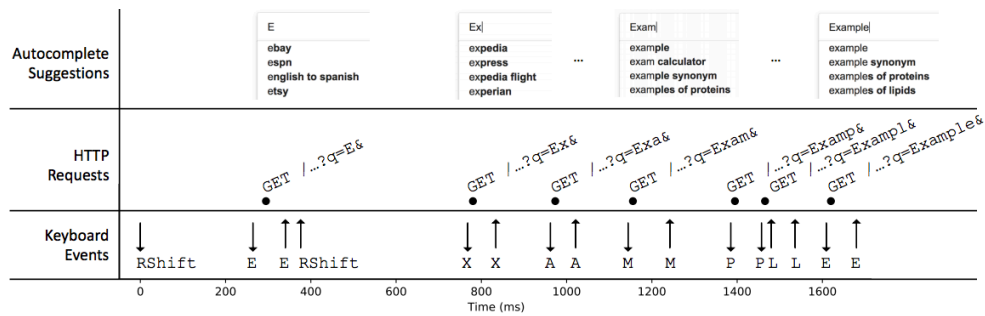 Autocomplete
Suggestions
E
ebay
espn
english to spanish
etsy
Ex|
expedia
express
expedia flight
experian
...
Exam|
example
exam calculator
example synonym
examples of proteins
...
Example|
example
example synonym
examples of proteins
examples of lipids
HTTP
Requests
GET /…?q=E&
GET /…?q=Ex&
GET /…?q=Exa&
GET /…?q=Exam&
GET /…?q=Examp&
GET /…?q=Exampl&
GET /…?q=Example&
Keyboard
Events
RShift E E RShift X X A A M M P P L L E E
0 200 400 600 800 1000 1200 1400 1600
Time (ms)